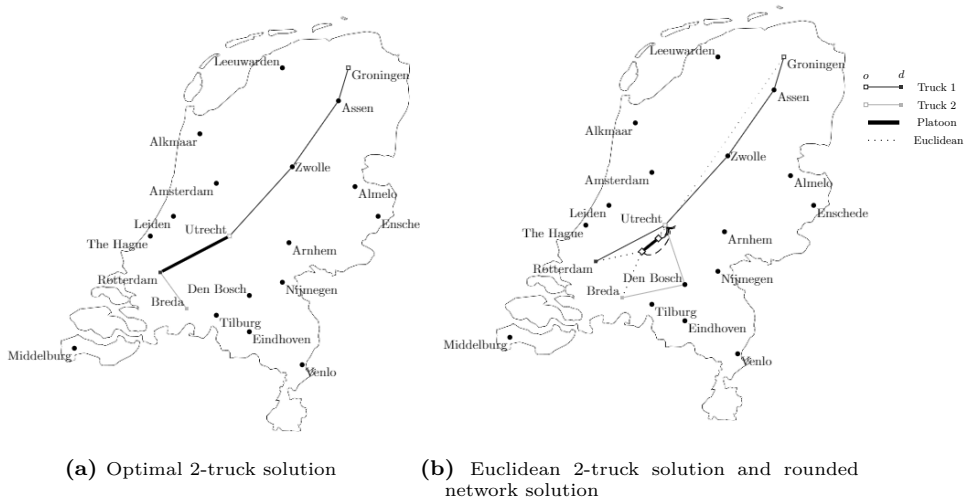 Leeuwarden
Groningen
Assen
Alkmaar
Zwolle
Amsterdam
Almelo
Leiden
Utrecht
Ensche
The Hague
Arnhem
Rotterdam
Den Bosch
Nijmegen
Breda
Tilburg
Eindhoven
Middelburg
Venlo
(a) Optimal 2-truck solution
Leeuwarden
Groningen
Assen
Alkmaar
Zwolle
Amsterdam
Almelo
Leiden
Utrecht
Enschede
The Hague
Arnhem
Rotterdam
Den Bosch
Nijmegen
Breda
Tilburg
Eindhoven
Middelburg
Venlo
o d
Truck 1
Truck 2
Platoon
Euclidean
(b) Euclidean 2-truck solution and rounded
network solution